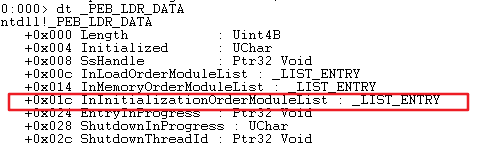 0:000> dt _PEB_LDR_DATA
ntdll!_PEB_LDR_DATA
+0x000 Length : Uint4B
+0x004 Initialized : UChar
+0x008 SsHandle : Ptr32 Void
+0x00c InLoadOrderModuleList : _LIST_ENTRY
+0x014 InMemoryOrderModuleList : _LIST_ENTRY
+0x01c InInitializationOrderModuleList : _LIST_ENTRY
+0x024 EntryInProgress : Ptr32 Void
+0x028 ShutdownInProgress : UChar
+0x02c ShutdownThreadId : Ptr32 Void